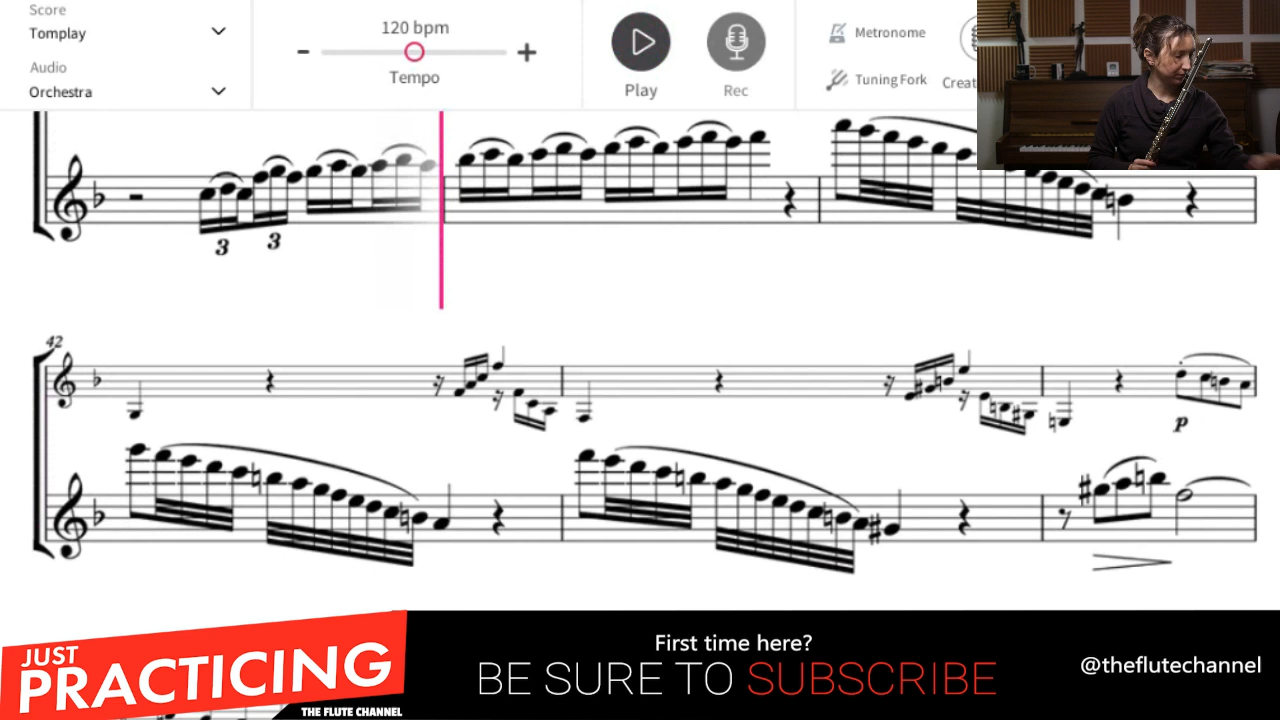 Score
Tomplay
Audio
Orchestra
120 bpm
Tempo
Play
Rec
Metronome
Tuning Fork
Creat
3
3
42
p
JUST
PRACTICING
THE FLUTE CHANNEL
First time here?
BE SURE TO SUBSCRIBE
@theflutechannel